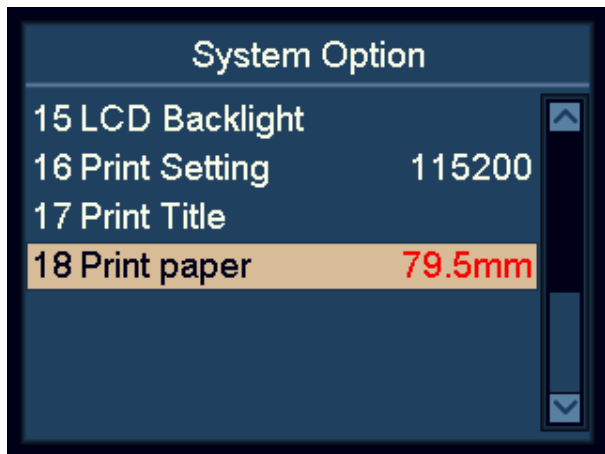 System Option
15 LCD Backlight
16 Print Setting 115200
17 Print Title
18 Print paper 79.5mm